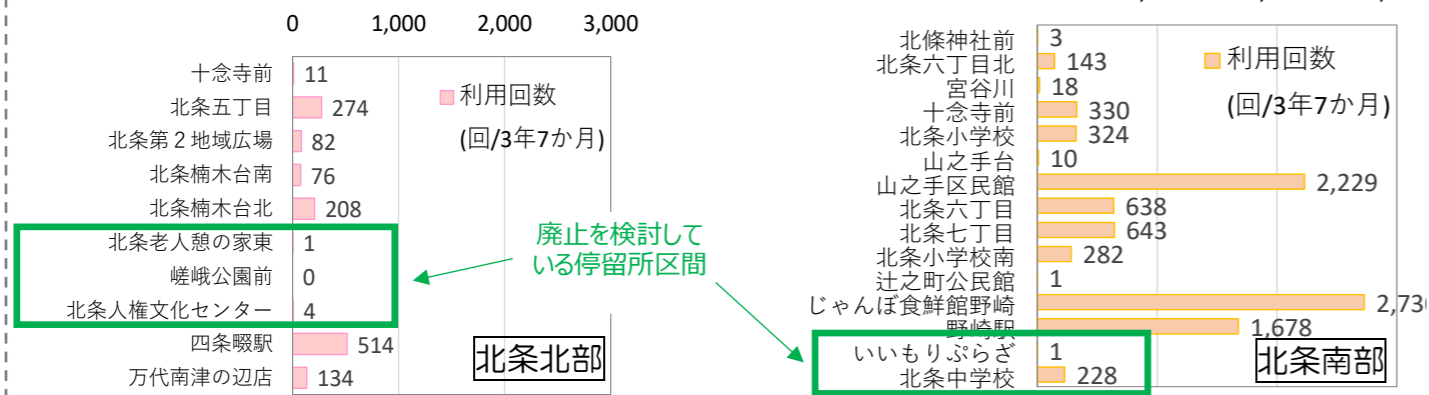 0 1,000 2,000 3,000
十念寺前 11
北条五丁目 274
北条第２地域広場 82
北条楠木台南 76
北条楠木台北 208
北条老人憩の家東 1
嵯峨公園前 0
北条人権文化センター 4
四条畷駅 514
万代南津の辺店 134
利用回数
(回/3年7か月)
北条北部
廃止を検討して
いる停留所区間
北條神社前 3
北条六丁目北 143
宮谷川 18
十念寺前 330
北条小学校 324
山之手台 10
山之手区民館 2,229
北条六丁目 638
北条七丁目 643
北条小学校南 282
辻之町公民館 1
じゃんぼ食鮮館野崎 2,73
野崎駅 1,678
いいもりぷらざ 1
北条中学校 228
利用回数
(回/3年7か月)
北条南部